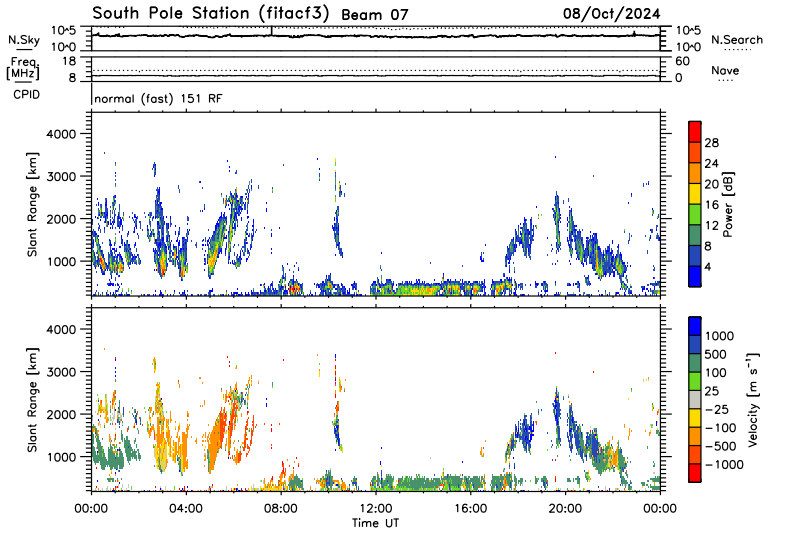 South Pole Station (fitacf3) Beam 07 08/Oct/2024
N.Sky 10^5 10^0 10^5 10^0 N.Search
Freq. [MHz] 18 8 60 0 Nave
CPID normal (fast) 151 RF
Slant Range [km]
4000
3000
2000
1000
Power [dB]
28
24
20
16
12
8
4
Slant Range [km]
4000
3000
2000
1000
Velocity [m s⁻¹]
1000
500
100
25
−25
−100
−500
−1000
00:00 04:00 08:00 12:00 16:00 20:00 00:00
Time UT